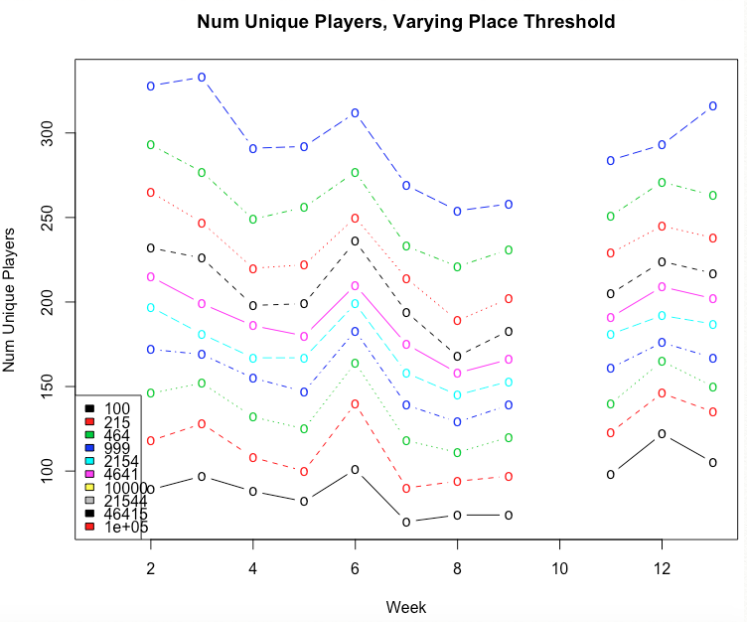 Num Unique Players, Varying Place Threshold
Num Unique Players
300
250
200
150
100
100
215
464
999
2154
4641
10000
21544
46415
1e+05
2 4 6 8 10 12
Week